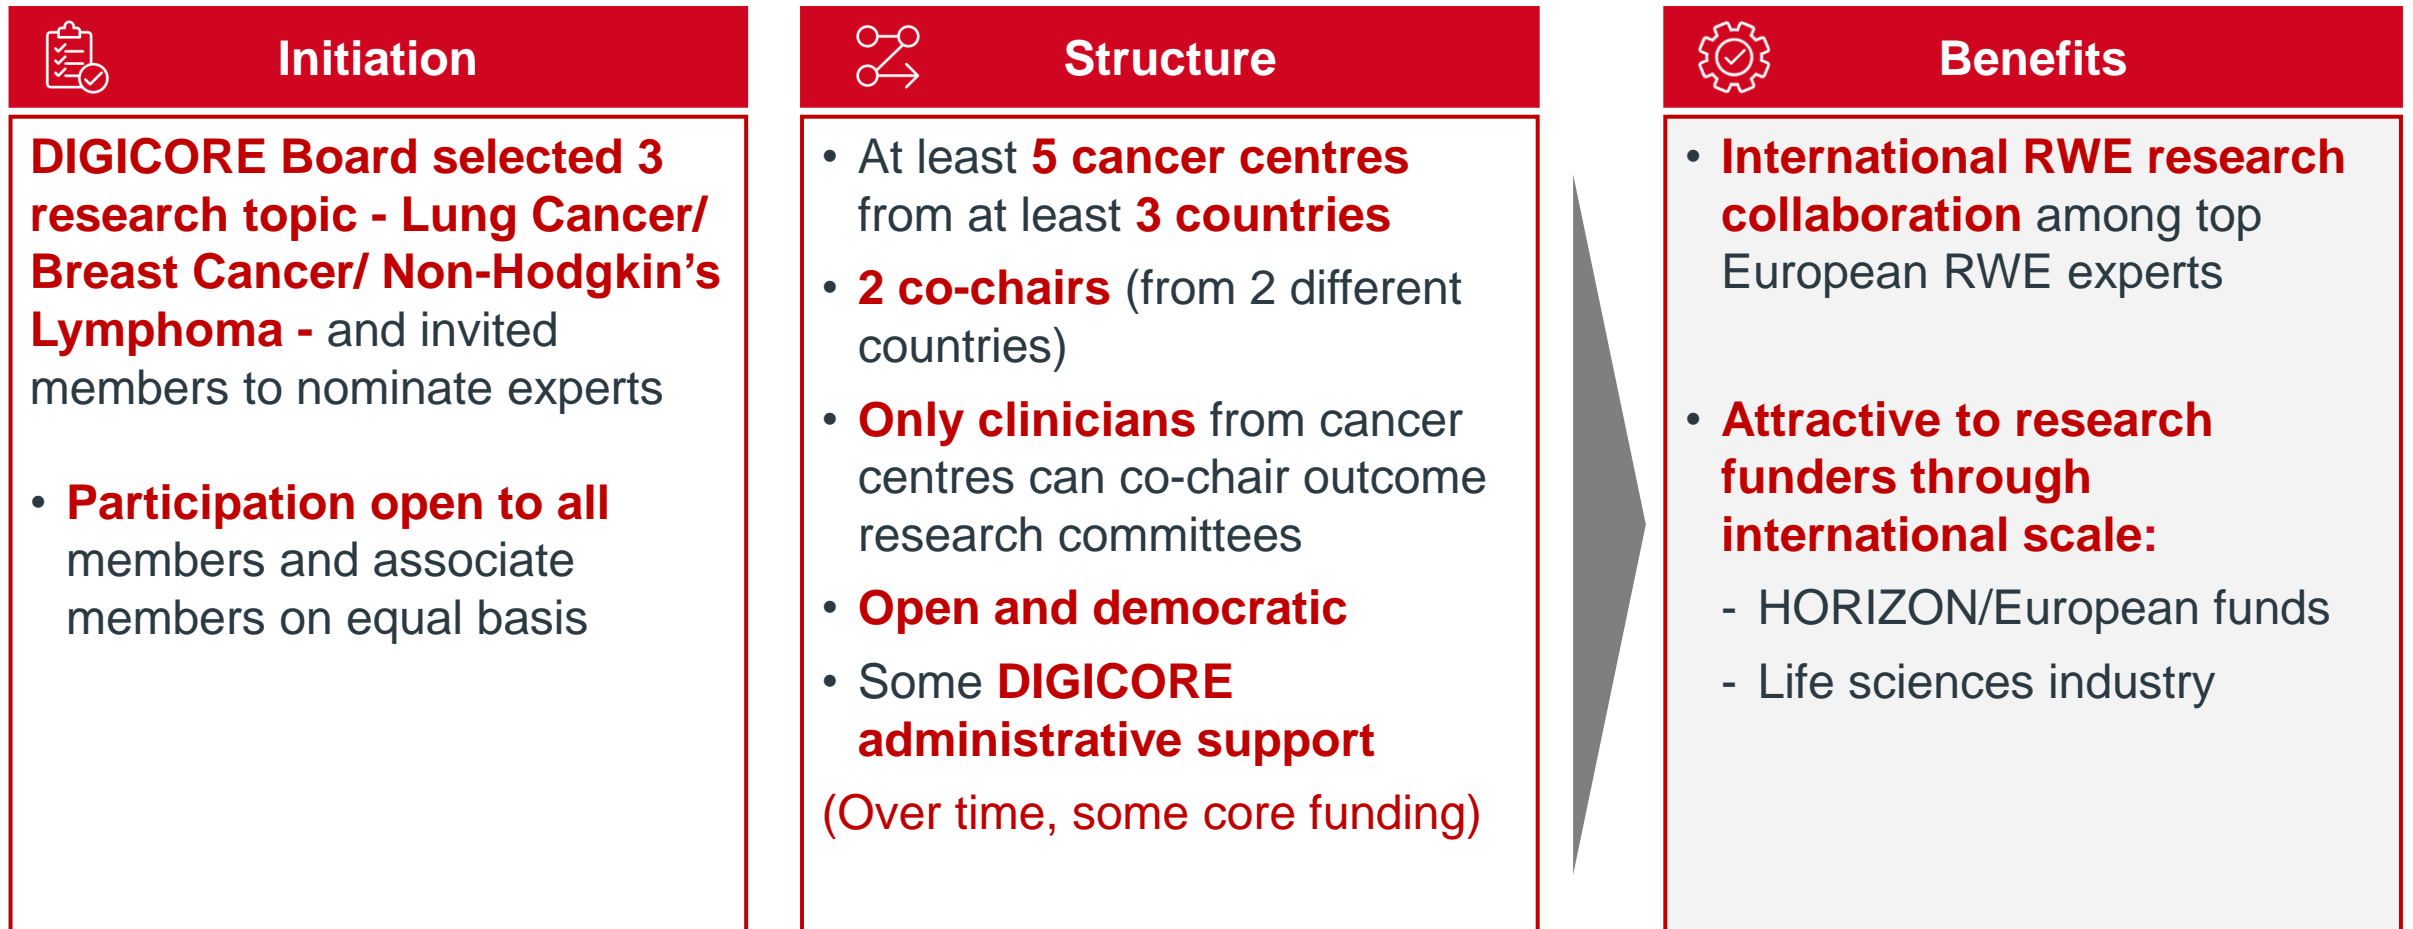 Initiation
DIGICORE Board selected 3
research topic - Lung Cancer/
Breast Cancer/ Non-Hodgkin’s
Lymphoma - and invited
members to nominate experts
• Participation open to all
members and associate
members on equal basis
Structure
• At least 5 cancer centres
from at least 3 countries
• 2 co-chairs (from 2 different
countries)
• Only clinicians from cancer
centres can co-chair outcome
research committees
• Open and democratic
• Some DIGICORE
administrative support
(Over time, some core funding)
Benefits
• International RWE research
collaboration among top
European RWE experts
• Attractive to research
funders through
international scale:
- HORIZON/European funds
- Life sciences industry